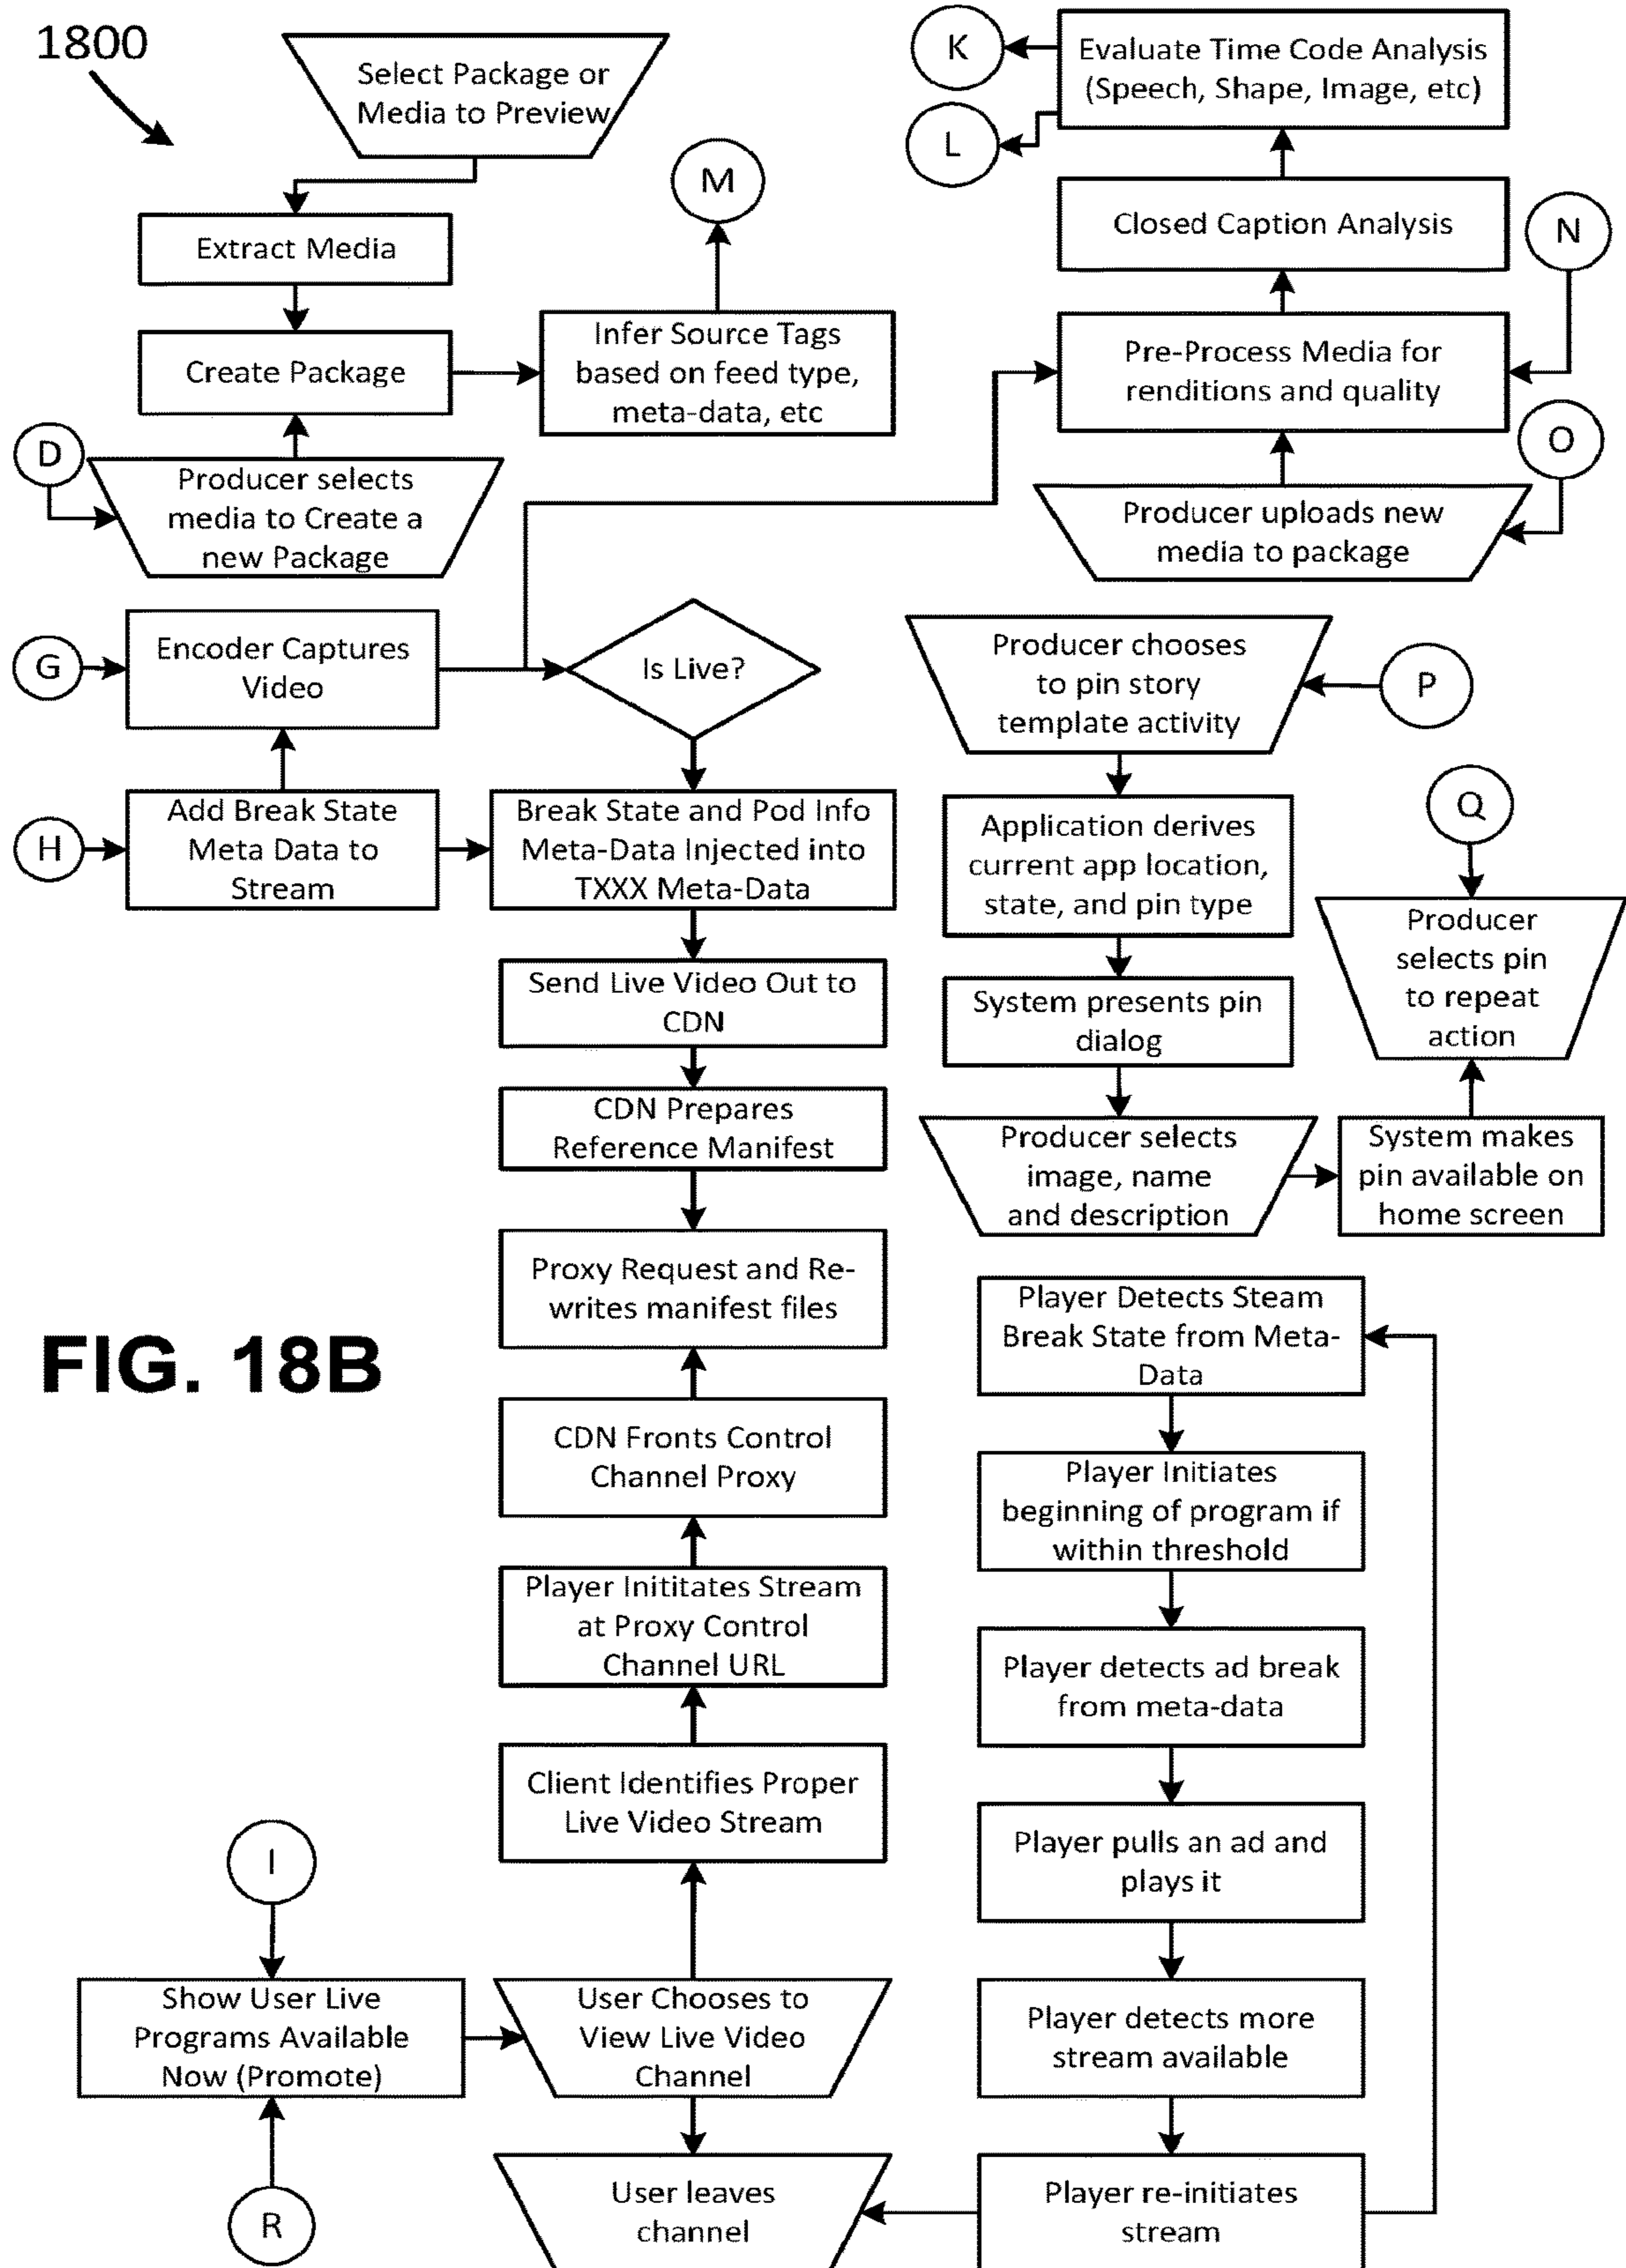 1800
Select Package or
Media to Preview
M
Extract Media
Create Package
Infer Source Tags
based on feed type,
meta-data, etc
D
Producer selects
media to Create a
new Package
K
Evaluate Time Code Analysis
(Speech, Shape, Image, etc)
L
Closed Caption Analysis
N
Pre-Process Media for
renditions and quality
O
Producer uploads new
media to package
G
Encoder Captures
Video
Is Live?
H
Add Break State
Meta Data to
Stream
Break State and Pod Info
Meta-Data Injected into
TXXX Meta-Data
Send Live Video Out to
CDN
CDN Prepares
Reference Manifest
Proxy Request and Re-
writes manifest files
CDN Fronts Control
Channel Proxy
Player Inititates Stream
at Proxy Control
Channel URL
Client Identifies Proper
Live Video Stream
Producer chooses
to pin story
template activity
P
Application derives
current app location,
state, and pin type
System presents pin
dialog
Producer selects
image, name
and description
System makes
pin available on
home screen
Q
Producer
selects pin
to repeat
action
FIG. 18B
Player Detects Steam
Break State from Meta-
Data
Player Initiates
beginning of program if
within threshold
Player detects ad break
from meta-data
Player pulls an ad and
plays it
Player detects more
stream available
Player re-initiates
stream
I
Show User Live
Programs Available
Now (Promote)
R
User Chooses to
View Live Video
Channel
User leaves
channel